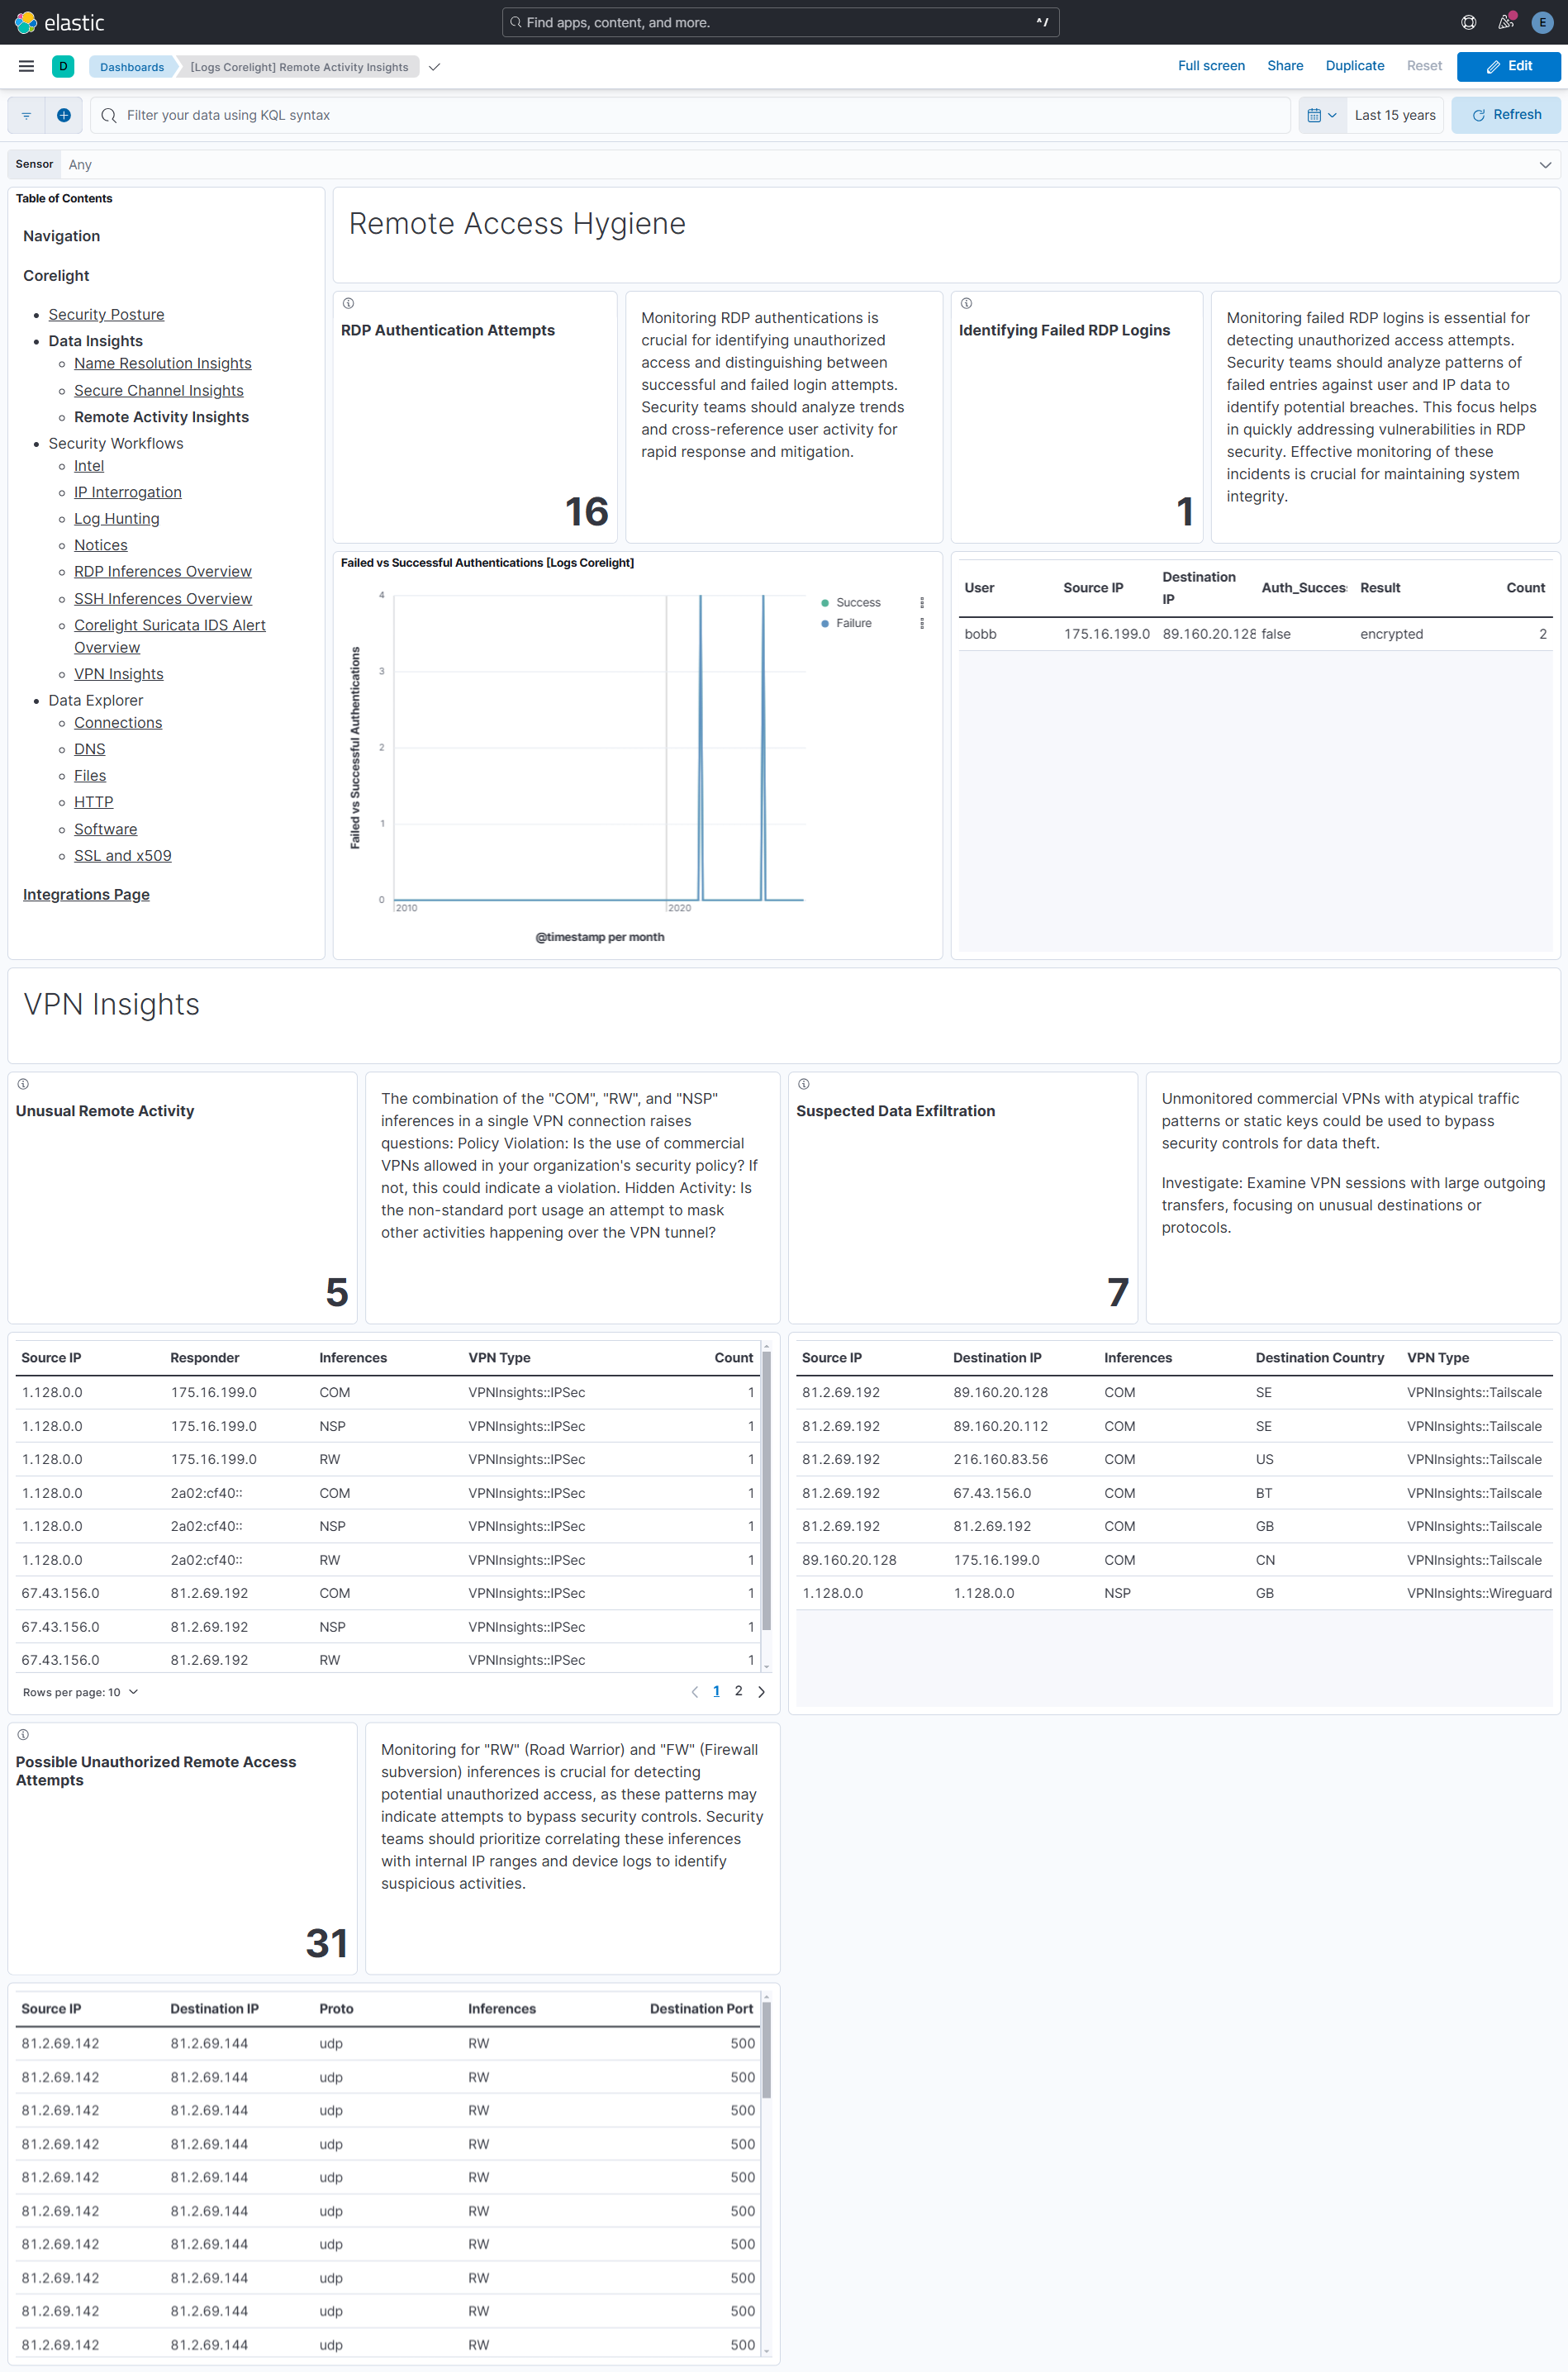 elastic
Find apps, content, and more.
^/
E
D
Dashboards
[Logs Corelight] Remote Activity Insights
Full screen
Share
Duplicate
Reset
Edit
Filter your data using KQL syntax
Last 15 years
Refresh
Sensor
Any
Table of Contents
Navigation
Corelight
Security Posture
Data Insights
Name Resolution Insights
Secure Channel Insights
Remote Activity Insights
Security Workflows
Intel
IP Interrogation
Log Hunting
Notices
RDP Inferences Overview
SSH Inferences Overview
Corelight Suricata IDS Alert
Overview
VPN Insights
Data Explorer
Connections
DNS
Files
HTTP
Software
SSL and x509
Integrations Page
Remote Access Hygiene
RDP Authentication Attempts
16
Monitoring RDP authentications is
crucial for identifying unauthorized
access and distinguishing between
successful and failed login attempts.
Security teams should analyze trends
and cross-reference user activity for
rapid response and mitigation.
Identifying Failed RDP Logins
1
Monitoring failed RDP logins is essential for
detecting unauthorized access attempts.
Security teams should analyze patterns of
failed entries against user and IP data to
identify potential breaches. This focus helps
in quickly addressing vulnerabilities in RDP
security. Effective monitoring of these
incidents is crucial for maintaining system
integrity.
Failed vs Successful Authentications [Logs Corelight]
Failed vs Successful Authentications
4
3
2
1
0
2010
2020
@timestamp per month
Success
Failure
User Source IP Destination IP Auth_Succes Result Count
bobb 175.16.199.0 89.160.20.128 false encrypted 2
VPN Insights
Unusual Remote Activity
5
The combination of the "COM", "RW", and "NSP"
inferences in a single VPN connection raises
questions: Policy Violation: Is the use of commercial
VPNs allowed in your organization's security policy? If
not, this could indicate a violation. Hidden Activity: Is
the non-standard port usage an attempt to mask
other activities happening over the VPN tunnel?
Suspected Data Exfiltration
7
Unmonitored commercial VPNs with atypical traffic
patterns or static keys could be used to bypass
security controls for data theft.
Investigate: Examine VPN sessions with large outgoing
transfers, focusing on unusual destinations or
protocols.
Source IP Responder Inferences VPN Type Count
1.128.0.0 175.16.199.0 COM VPNInsights::IPSec 1
1.128.0.0 175.16.199.0 NSP VPNInsights::IPSec 1
1.128.0.0 175.16.199.0 RW VPNInsights::IPSec 1
1.128.0.0 2a02:cf40:: COM VPNInsights::IPSec 1
1.128.0.0 2a02:cf40:: NSP VPNInsights::IPSec 1
1.128.0.0 2a02:cf40:: RW VPNInsights::IPSec 1
67.43.156.0 81.2.69.192 COM VPNInsights::IPSec 1
67.43.156.0 81.2.69.192 NSP VPNInsights::IPSec 1
67.43.156.0 81.2.69.192 RW VPNInsights::IPSec 1
Rows per page: 10
1 2
Source IP Destination IP Inferences Destination Country VPN Type
81.2.69.192 89.160.20.128 COM SE VPNInsights::Tailscale
81.2.69.192 89.160.20.112 COM SE VPNInsights::Tailscale
81.2.69.192 216.160.83.56 COM US VPNInsights::Tailscale
81.2.69.192 67.43.156.0 COM BT VPNInsights::Tailscale
81.2.69.192 81.2.69.192 COM GB VPNInsights::Tailscale
89.160.20.128 175.16.199.0 COM CN VPNInsights::Tailscale
1.128.0.0 1.128.0.0 NSP GB VPNInsights::Wireguard
Possible Unauthorized Remote Access
Attempts
31
Monitoring for "RW" (Road Warrior) and "FW" (Firewall
subversion) inferences is crucial for detecting
potential unauthorized access, as these patterns may
indicate attempts to bypass security controls. Security
teams should prioritize correlating these inferences
with internal IP ranges and device logs to identify
suspicious activities.
Source IP Destination IP Proto Inferences Destination Port
81.2.69.142 81.2.69.144 udp RW 500
81.2.69.142 81.2.69.144 udp RW 500
81.2.69.142 81.2.69.144 udp RW 500
81.2.69.142 81.2.69.144 udp RW 500
81.2.69.142 81.2.69.144 udp RW 500
81.2.69.142 81.2.69.144 udp RW 500
81.2.69.142 81.2.69.144 udp RW 500
81.2.69.142 81.2.69.144 udp RW 500
81.2.69.142 81.2.69.144 udp RW 500
81.2.69.142 81.2.69.144 udp RW 500